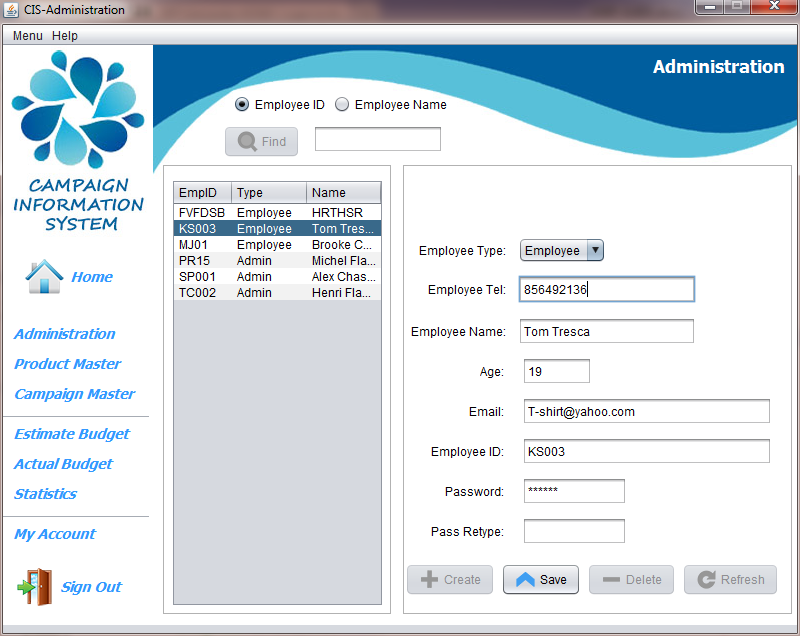 CIS-Administration
Menu Help
Administration
Employee ID Employee Name
Find
CAMPAIGN
INFORMATION
SYSTEM
Home
Administration
Product Master
Campaign Master
Estimate Budget
Actual Budget
Statistics
My Account
Sign Out
EmpID Type Name
FVFDSB Employee HRTHSR
KS003 Employee Tom Tres...
MJ01 Employee Brooke C...
PR15 Admin Michel Fla...
SP001 Admin Alex Chas...
TC002 Admin Henri Fla...
Employee Type: Employee
Employee Tel: 856492136
Employee Name: Tom Tresca
Age: 19
Email: T-shirt@yahoo.com
Employee ID: KS003
Password: ******
Pass Retype:
Create Save Delete Refresh